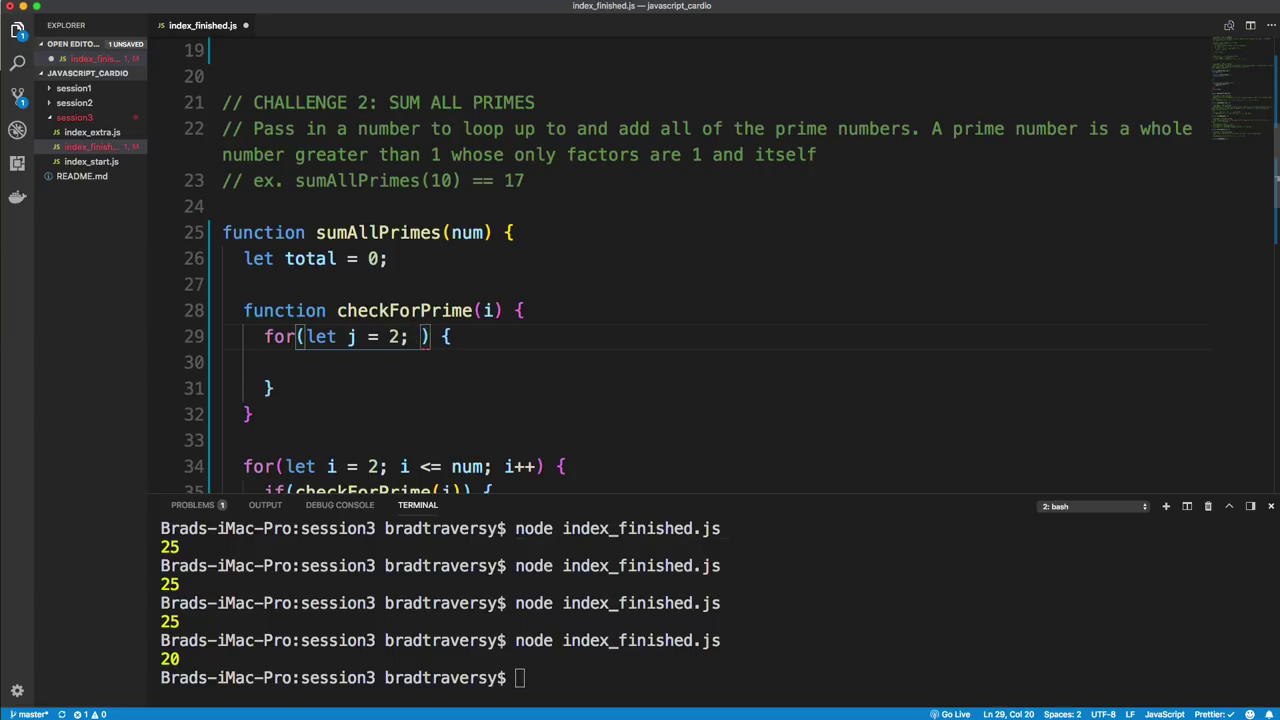 index_finished.js — javascript_cardio
EXPLORER
JS index_finished.js
OPEN EDITO... 1 UNSAVED
JS index_finis... 1, M
JAVASCRIPT_CARDIO
session1
session2
session3
JS index_extra.js
JS index_finish... 1, M
JS index_start.js
README.md
1
1
19
20
21 // CHALLENGE 2: SUM ALL PRIMES
22 // Pass in a number to loop up to and add all of the prime numbers. A prime number is a whole
number greater than 1 whose only factors are 1 and itself
23 // ex. sumAllPrimes(10) == 17
24
25 function sumAllPrimes(num) {
26 let total = 0;
27
28 function checkForPrime(i) {
29 for(let j = 2; ) {
30
31 }
32 }
33
34 for(let i = 2; i <= num; i++) {
35 if(checkForPrime(i)) {
PROBLEMS 1 OUTPUT DEBUG CONSOLE TERMINAL 2: bash
Brads-iMac-Pro:session3 bradtraversy$ node index_finished.js
25
Brads-iMac-Pro:session3 bradtraversy$ node index_finished.js
25
Brads-iMac-Pro:session3 bradtraversy$ node index_finished.js
25
Brads-iMac-Pro:session3 bradtraversy$ node index_finished.js
20
Brads-iMac-Pro:session3 bradtraversy$
master* 1 0 Go Live Ln 29, Col 20 Spaces: 2 UTF-8 LF JavaScript Prettier: ✓